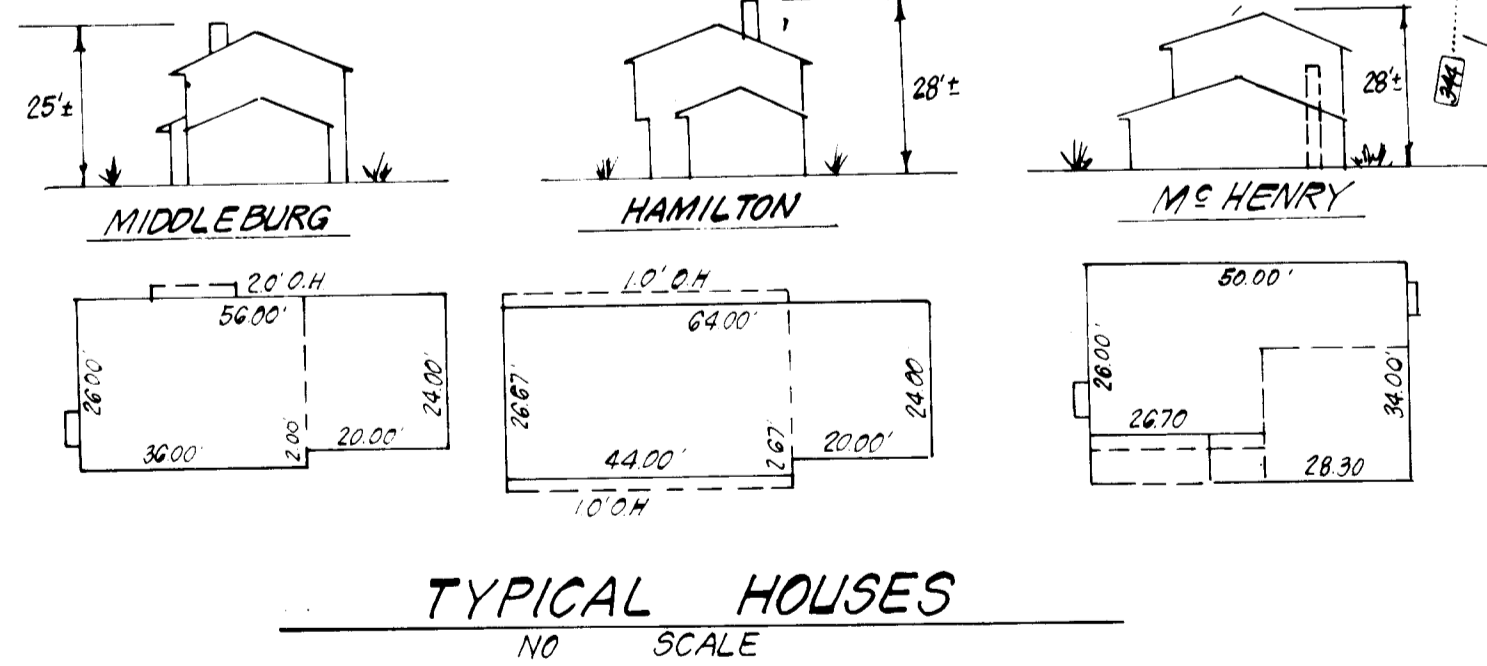 25'±
28'±
28'±
344
MIDDLEBURG
HAMILTON
Mc HENRY
2.0' O.H.
56.00'
26.00'
24.00'
36.00'
2.00'
20.00'
1.0' O.H
64.00'
26.67'
24.00
44.00'
2.67'
20.00'
1.0' O.H
50.00'
26.00'
34.00'
26.70
28.30
TYPICAL HOUSES
NO SCALE